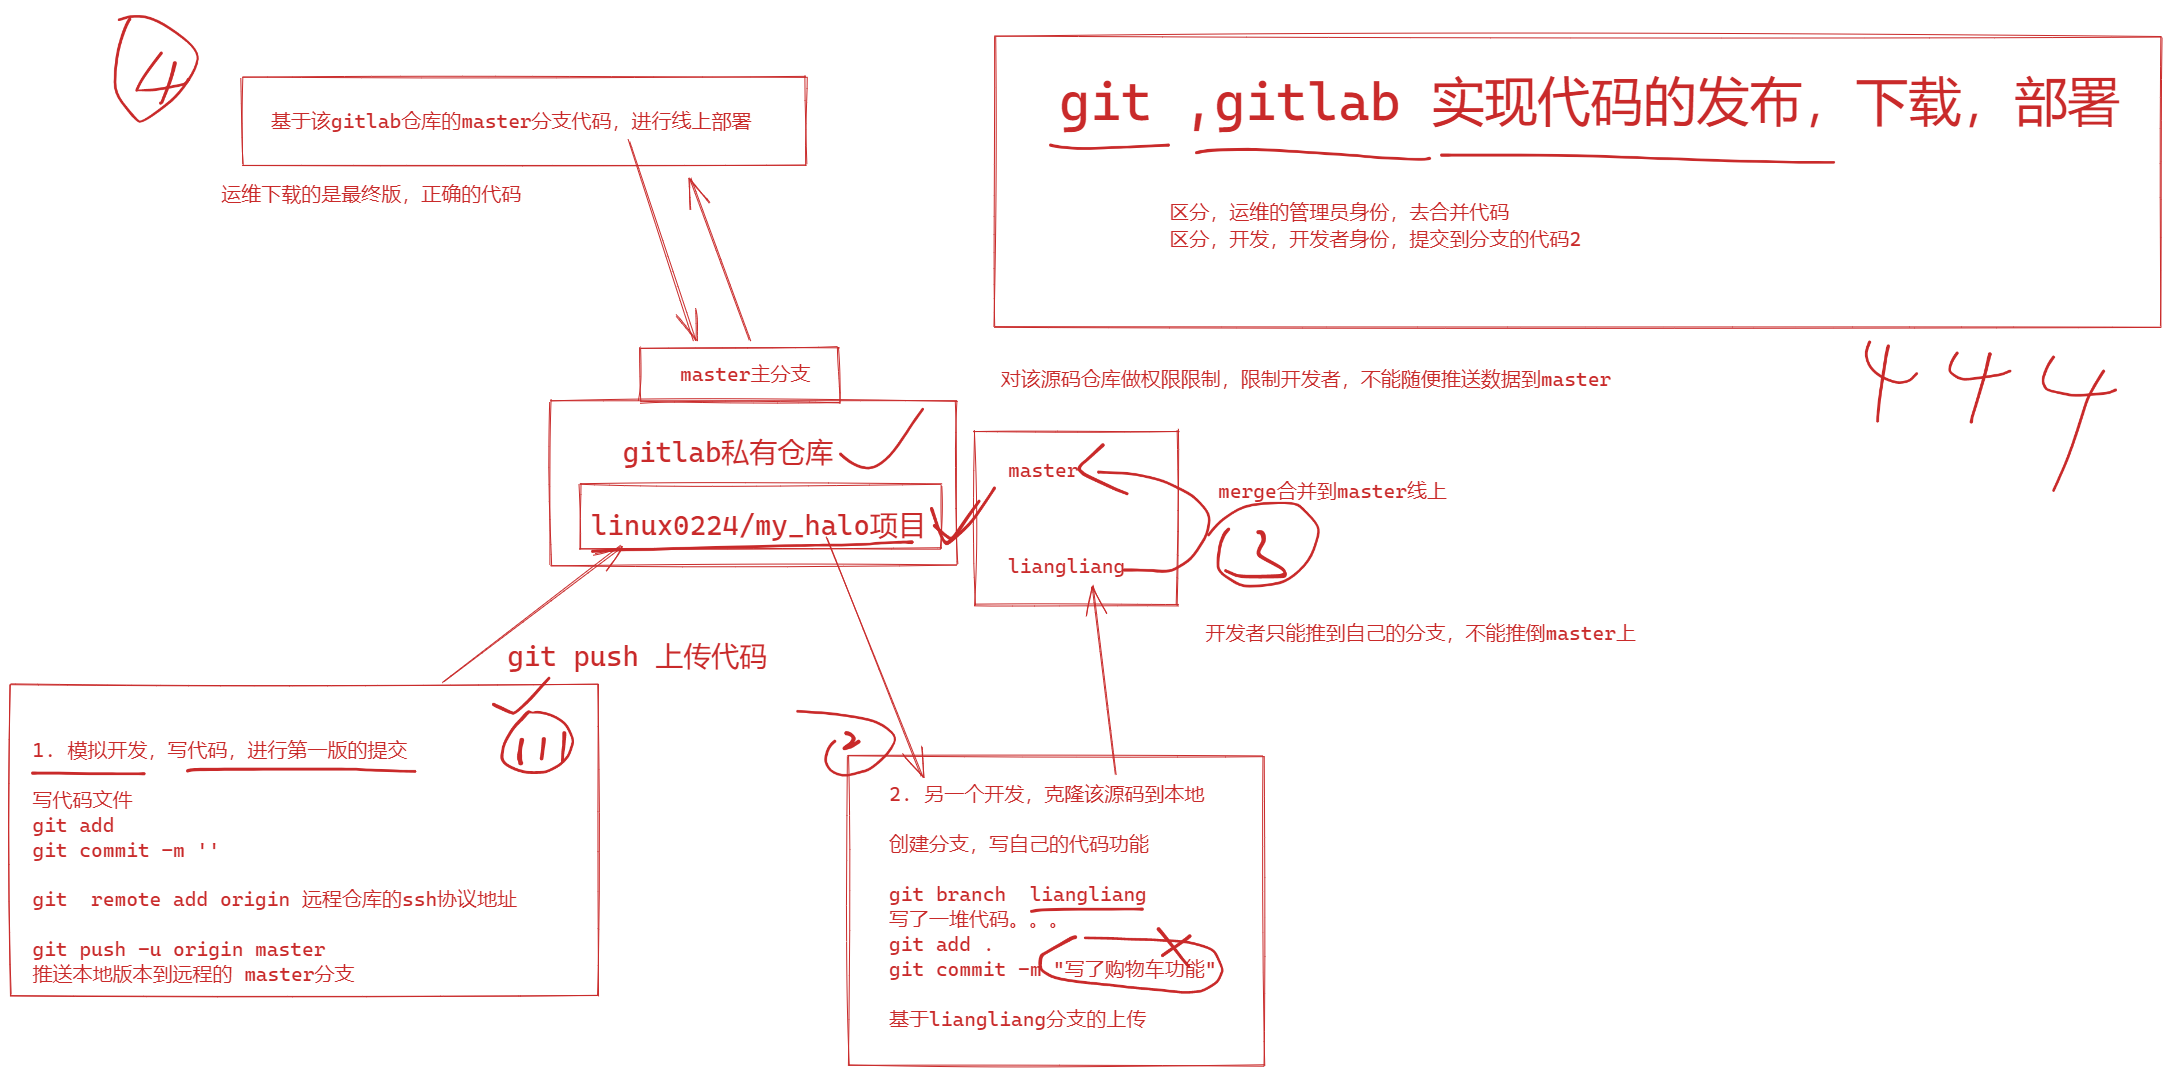 4
基于该gitlab仓库的master分支代码，进行线上部署
运维下载的是最终版，正确的代码
git ,gitlab 实现代码的发布，下载，部署
区分，运维的管理员身份，去合并代码
区分，开发，开发者身份，提交到分支的代码2
4 4 4
master主分支
对该源码仓库做权限限制，限制开发者，不能随便推送数据到master
gitlab私有仓库
linux0224/my_halo项目
master
merge合并到master线上
3
liangliang
开发者只能推到自己的分支，不能推倒master上
git push 上传代码
1. 模拟开发，写代码，进行第一版的提交
写代码文件
git add
git commit -m ''
git  remote add origin 远程仓库的ssh协议地址
git push -u origin master
推送本地版本到远程的 master分支
2
2. 另一个开发，克隆该源码到本地
创建分支，写自己的代码功能
git branch  liangliang
写了一堆代码。。。
git add .
git commit -m "写了购物车功能"
基于liangliang分支的上传